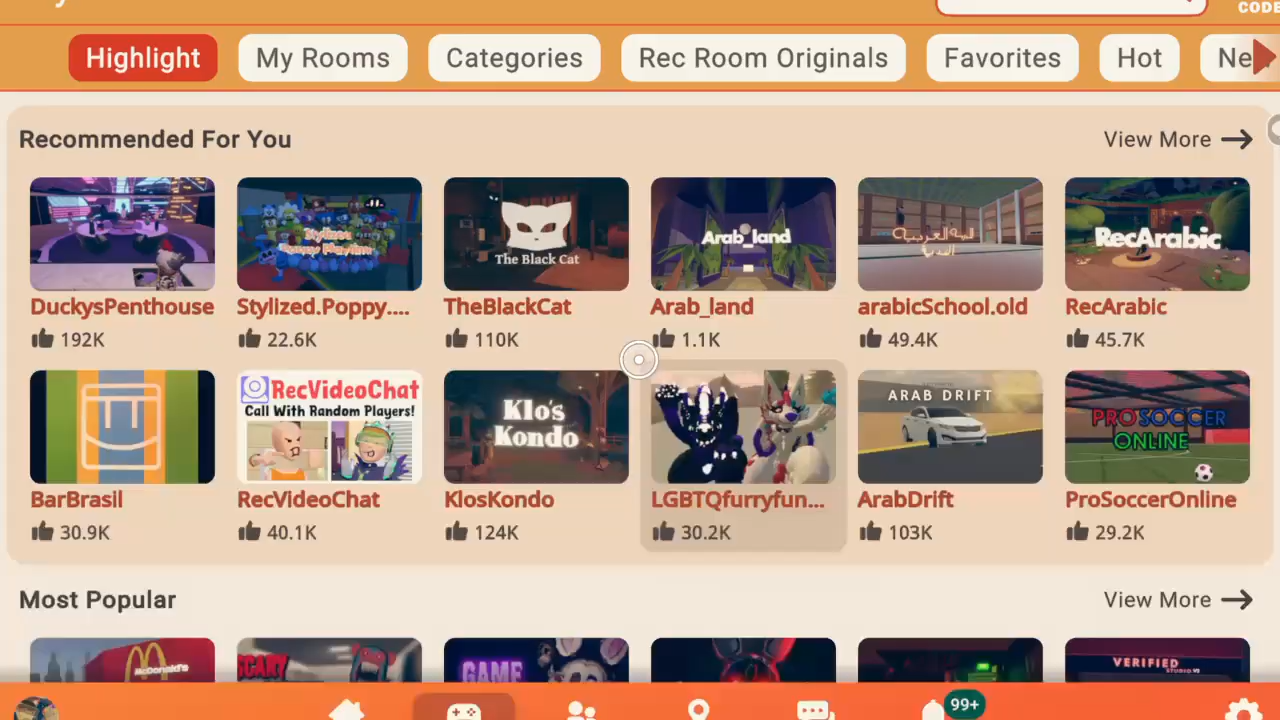 CODE
Highlight
My Rooms
Categories
Rec Room Originals
Favorites
Hot
Ne
Recommended For You
View More
Stylized
Poppy Playtime
The Black Cat
Arab_land
RecArabic
DuckysPenthouse
Stylized.Poppy....
TheBlackCat
Arab_land
arabicSchool.old
RecArabic
192K
22.6K
110K
1.1K
49.4K
45.7K
RecVideoChat
Call With Random Players!
Klo's
Kondo
ARAB DRIFT
PROSOCCER
ONLINE
BarBrasil
RecVideoChat
KlosKondo
LGBTQfurryfun...
ArabDrift
ProSoccerOnline
30.9K
40.1K
124K
30.2K
103K
29.2K
Most Popular
View More
McDonald's
SCARY
GAME
VERIFIED
99+